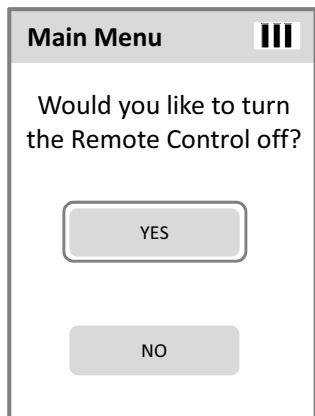 Main Menu
Would you like to turn
the Remote Control off?
YES
NO